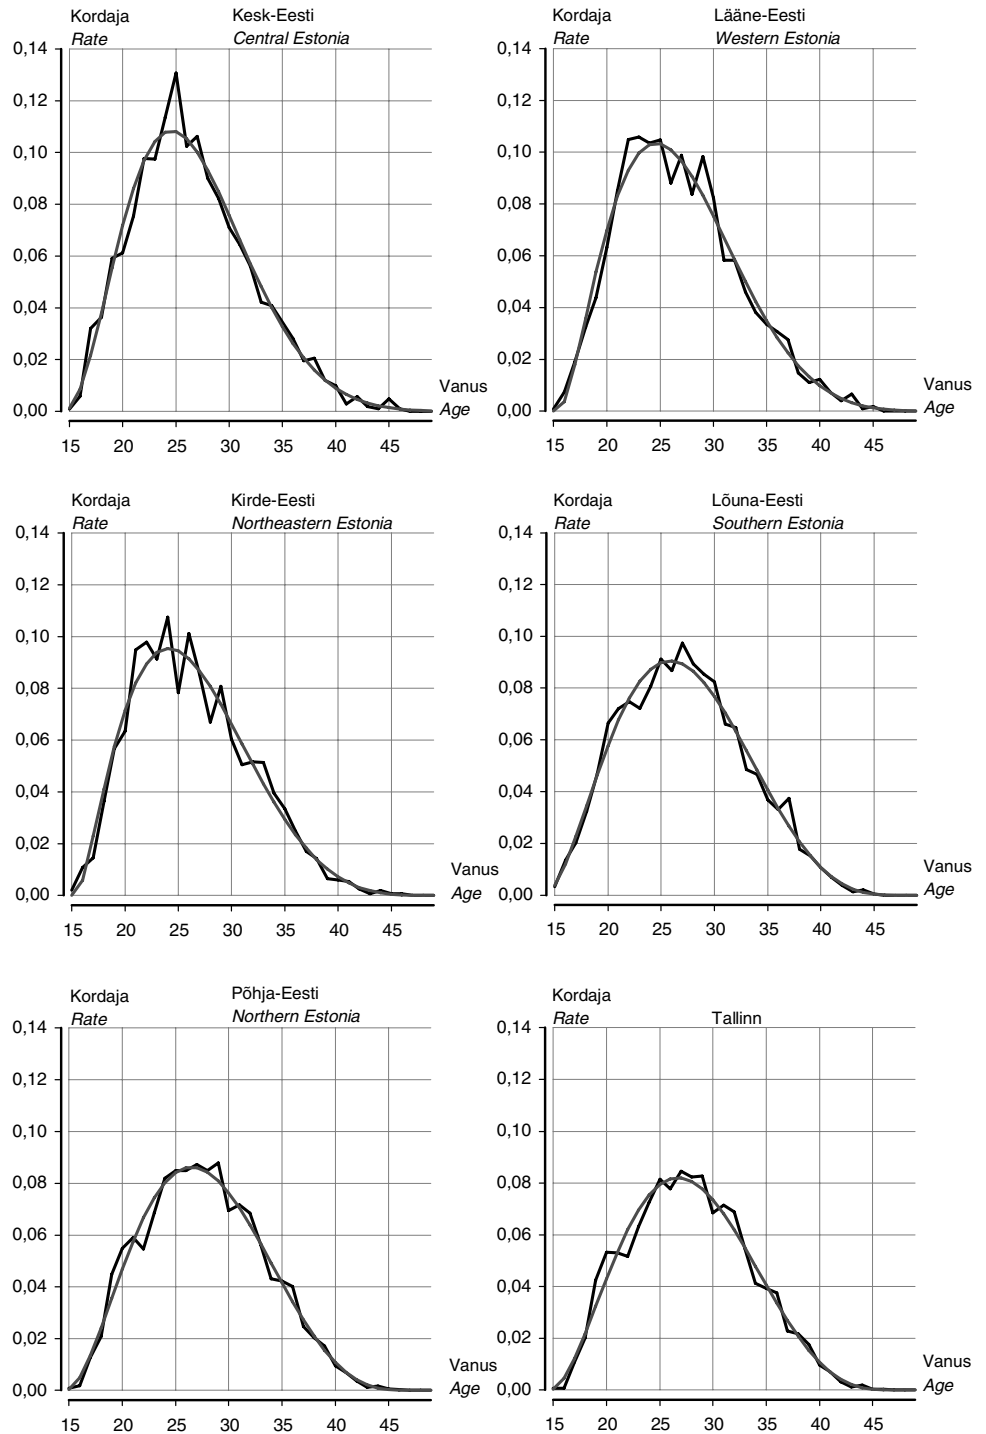 Kordaja Kesk-Eesti
Rate Central Estonia
0,14
0,12
0,10
0,08
0,06
0,04
0,02
0,00
Vanus
Age
15 20 25 30 35 40 45
Kordaja Lääne-Eesti
Rate Western Estonia
0,14
0,12
0,10
0,08
0,06
0,04
0,02
0,00
Vanus
Age
15 20 25 30 35 40 45
Kordaja Kirde-Eesti
Rate Northeastern Estonia
0,14
0,12
0,10
0,08
0,06
0,04
0,02
0,00
Vanus
Age
15 20 25 30 35 40 45
Kordaja Lõuna-Eesti
Rate Southern Estonia
0,14
0,12
0,10
0,08
0,06
0,04
0,02
0,00
Vanus
Age
15 20 25 30 35 40 45
Kordaja Põhja-Eesti
Rate Northern Estonia
0,14
0,12
0,10
0,08
0,06
0,04
0,02
0,00
Vanus
Age
15 20 25 30 35 40 45
Kordaja
Rate Tallinn
0,14
0,12
0,10
0,08
0,06
0,04
0,02
0,00
Vanus
Age
15 20 25 30 35 40 45